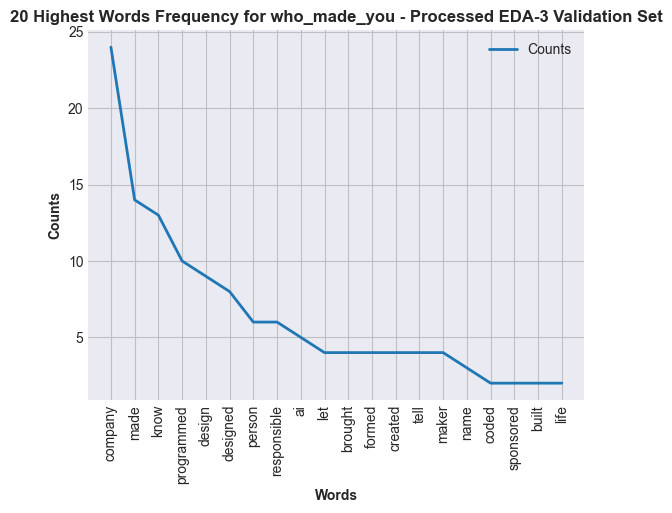 20 Highest Words Frequency for who_made_you - Processed EDA-3 Validation Set
Counts
25
20
15
10
5
Counts
company
made
know
programmed
design
designed
person
responsible
ai
let
brought
formed
created
tell
maker
name
coded
sponsored
built
life
Words